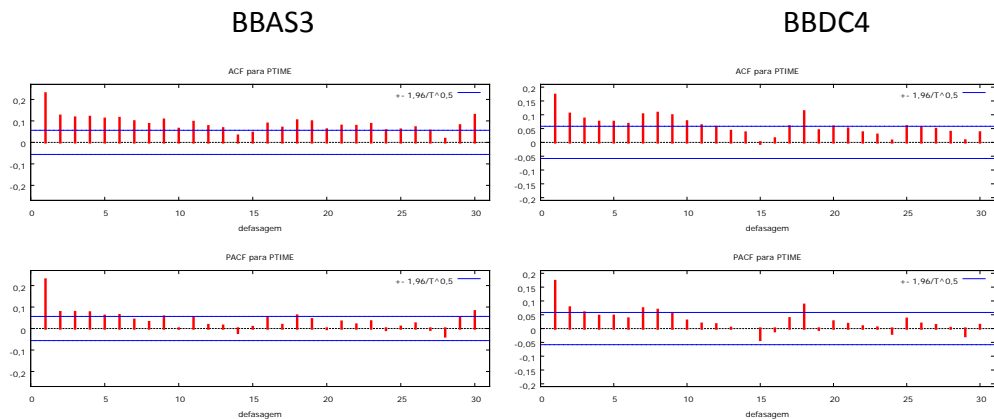 BBAS3
ACF para PTIME
+- 1,96/T^0,5
0,2
0,1
0
-0,1
-0,2
0 5 10 15 20 25 30
defasagem
PACF para PTIME
+- 1,96/T^0,5
0,2
0,1
0
-0,1
-0,2
0 5 10 15 20 25 30
defasagem
BBDC4
ACF para PTIME
+- 1,96/T^0,5
0,2
0,15
0,1
0,05
0
-0,05
-0,1
-0,15
-0,2
0 5 10 15 20 25 30
defasagem
PACF para PTIME
+- 1,96/T^0,5
0,2
0,15
0,1
0,05
0
-0,05
-0,1
-0,15
-0,2
0 5 10 15 20 25 30
defasagem